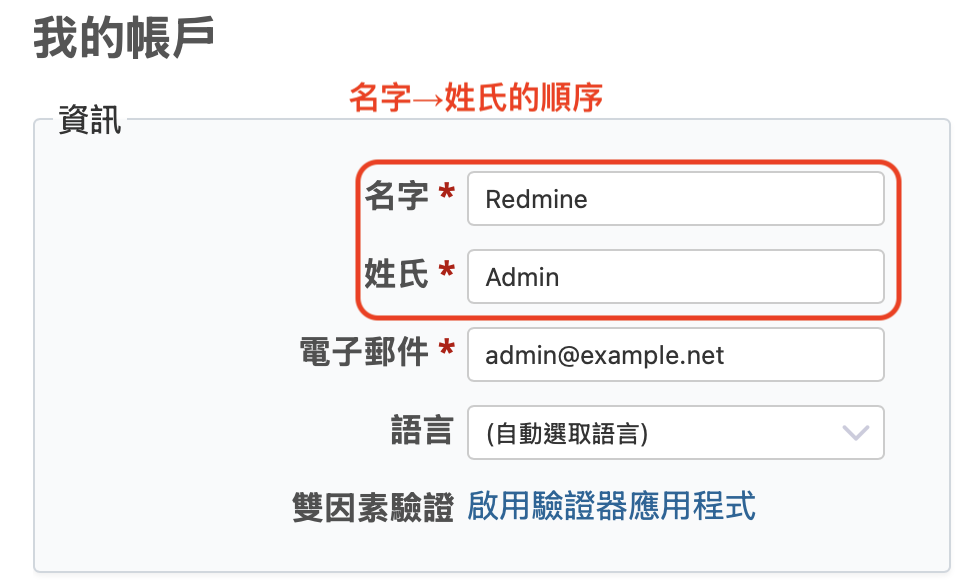 我的帳戶
名字→姓氏的順序
資訊
名字 * Redmine
姓氏 * Admin
電子郵件 * admin@example.net
語言 (自動選取語言)
雙因素驗證 啟用驗證器應用程式